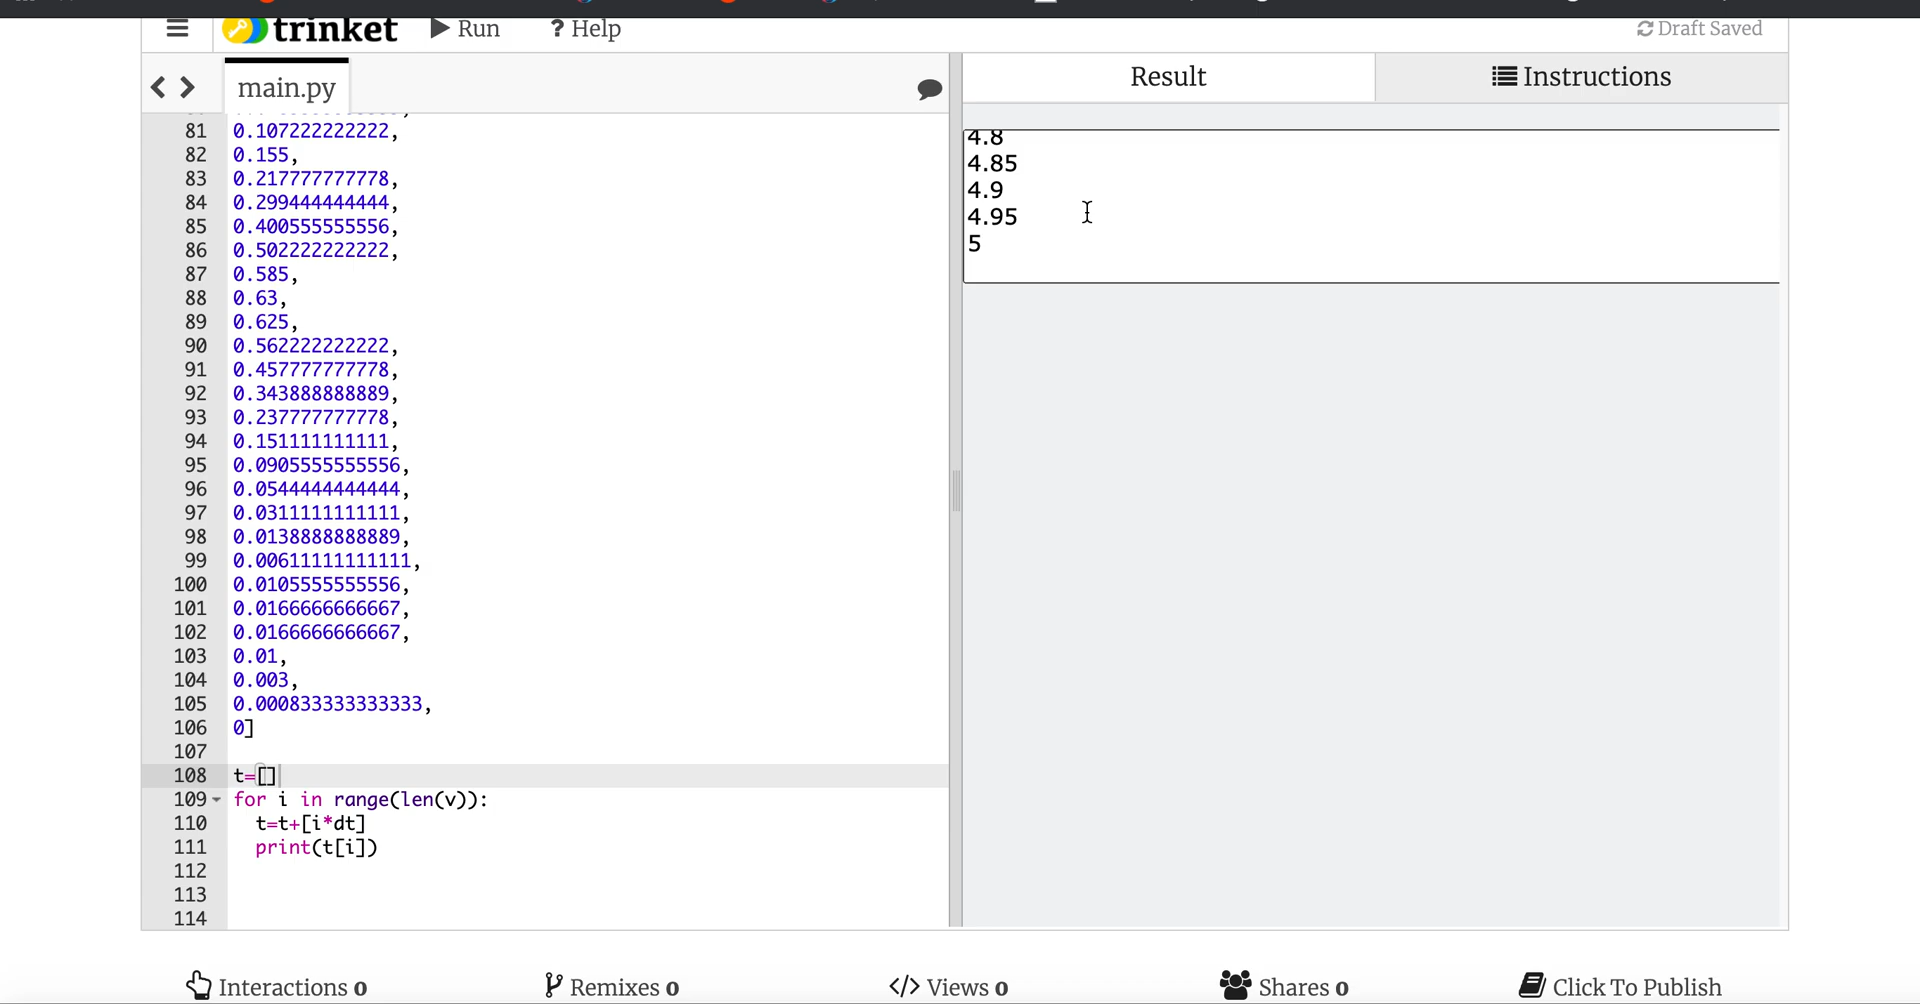 trinket
Run
? Help
Draft Saved
main.py
Result
Instructions
81 0.107222222222,
82 0.155,
83 0.217777777778,
84 0.299444444444,
85 0.400555555556,
86 0.502222222222,
87 0.585,
88 0.63,
89 0.625,
90 0.562222222222,
91 0.457777777778,
92 0.343888888889,
93 0.237777777778,
94 0.151111111111,
95 0.0905555555556,
96 0.0544444444444,
97 0.0311111111111,
98 0.0138888888889,
99 0.00611111111111,
100 0.0105555555556,
101 0.0166666666667,
102 0.0166666666667,
103 0.01,
104 0.003,
105 0.000833333333333,
106 0]
107
108 t=[]
109 for i in range(len(v)):
110 t=t+[i*dt]
111 print(t[i])
112
113
114
4.8
4.85
4.9
4.95
5
Interactions 0
Remixes 0
</> Views 0
Shares 0
Click To Publish